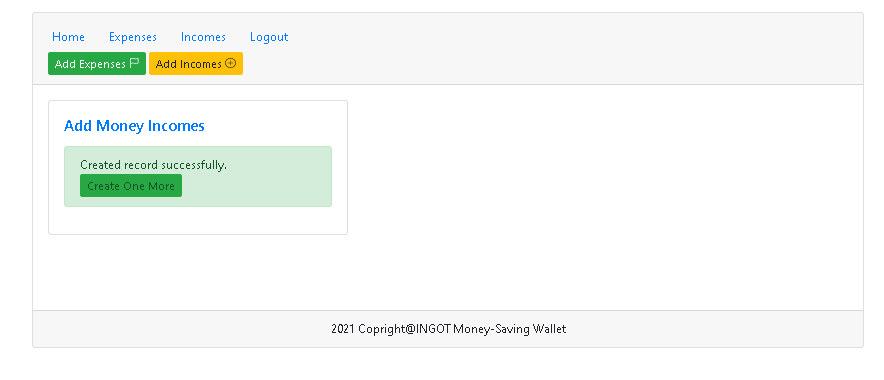 Home Expenses Incomes Logout
Add Expenses Add Incomes
Add Money Incomes
Created record successfully.
Create One More
2021 Copright@INGOT Money-Saving Wallet